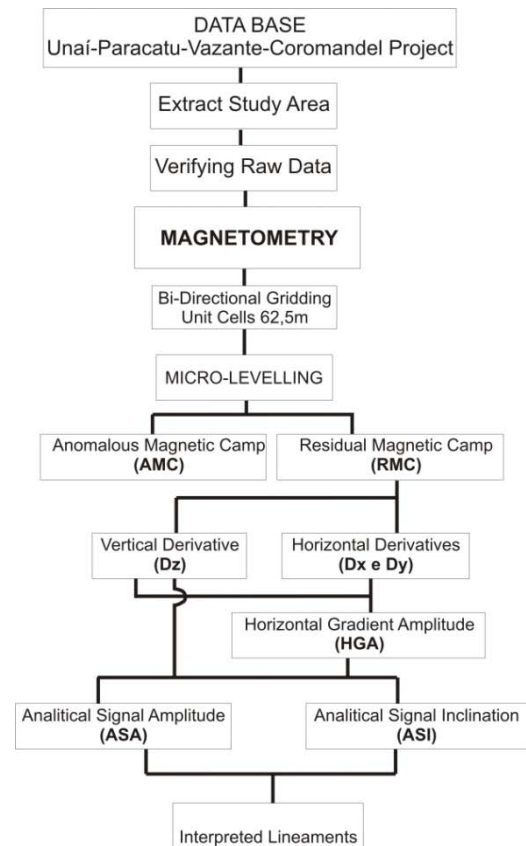 DATA BASE
Unaí-Paracatu-Vazante-Coromandel Project
Extract Study Area
Verifying Raw Data
MAGNETOMETRY
Bi-Directional Gridding
Unit Cells 62,5m
MICRO-LEVELLING
Anomalous Magnetic Camp
(AMC)
Residual Magnetic Camp
(RMC)
Vertical Derivative
(Dz)
Horizontal Derivatives
(Dx e Dy)
Horizontal Gradient Amplitude
(HGA)
Analitical Signal Amplitude
(ASA)
Analitical Signal Inclination
(ASI)
Interpreted Lineaments